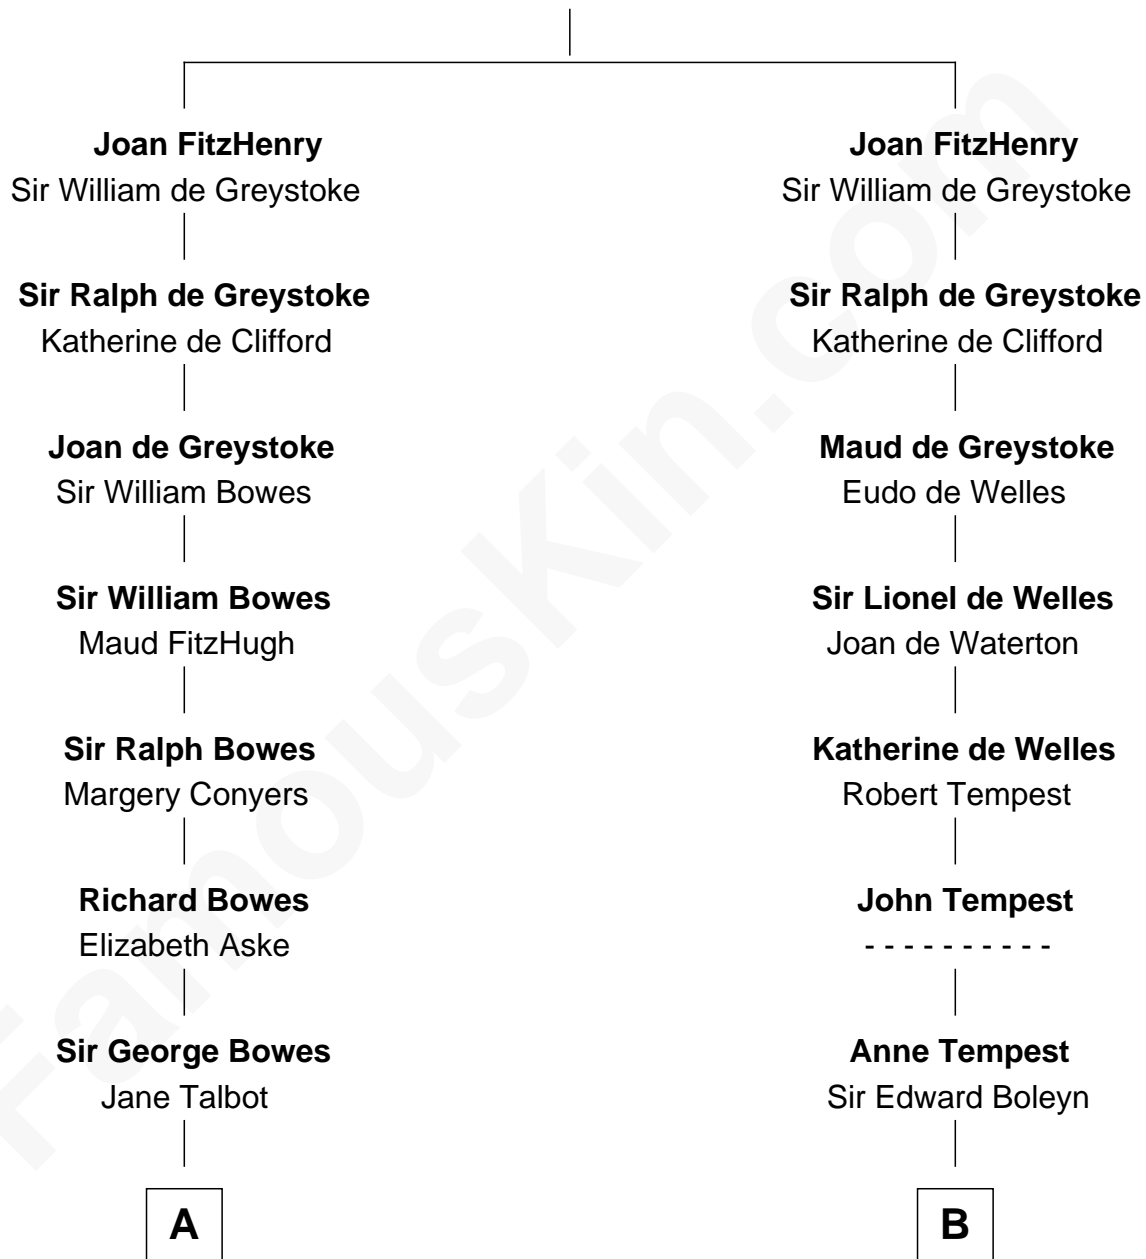 Joan FitzHenry
Sir William de Greystoke
Sir Ralph de Greystoke
Katherine de Clifford
Joan de Greystoke
Sir William Bowes
Sir William Bowes
Maud FitzHugh
Sir Ralph Bowes
Margery Conyers
Richard Bowes
Elizabeth Aske
Sir George Bowes
Jane Talbot
A
Joan FitzHenry
Sir William de Greystoke
Sir Ralph de Greystoke
Katherine de Clifford
Maud de Greystoke
Eudo de Welles
Sir Lionel de Welles
Joan de Waterton
Katherine de Welles
Robert Tempest
John Tempest
- - - - - - - - - -
Anne Tempest
Sir Edward Boleyn
B
FamousKin.com